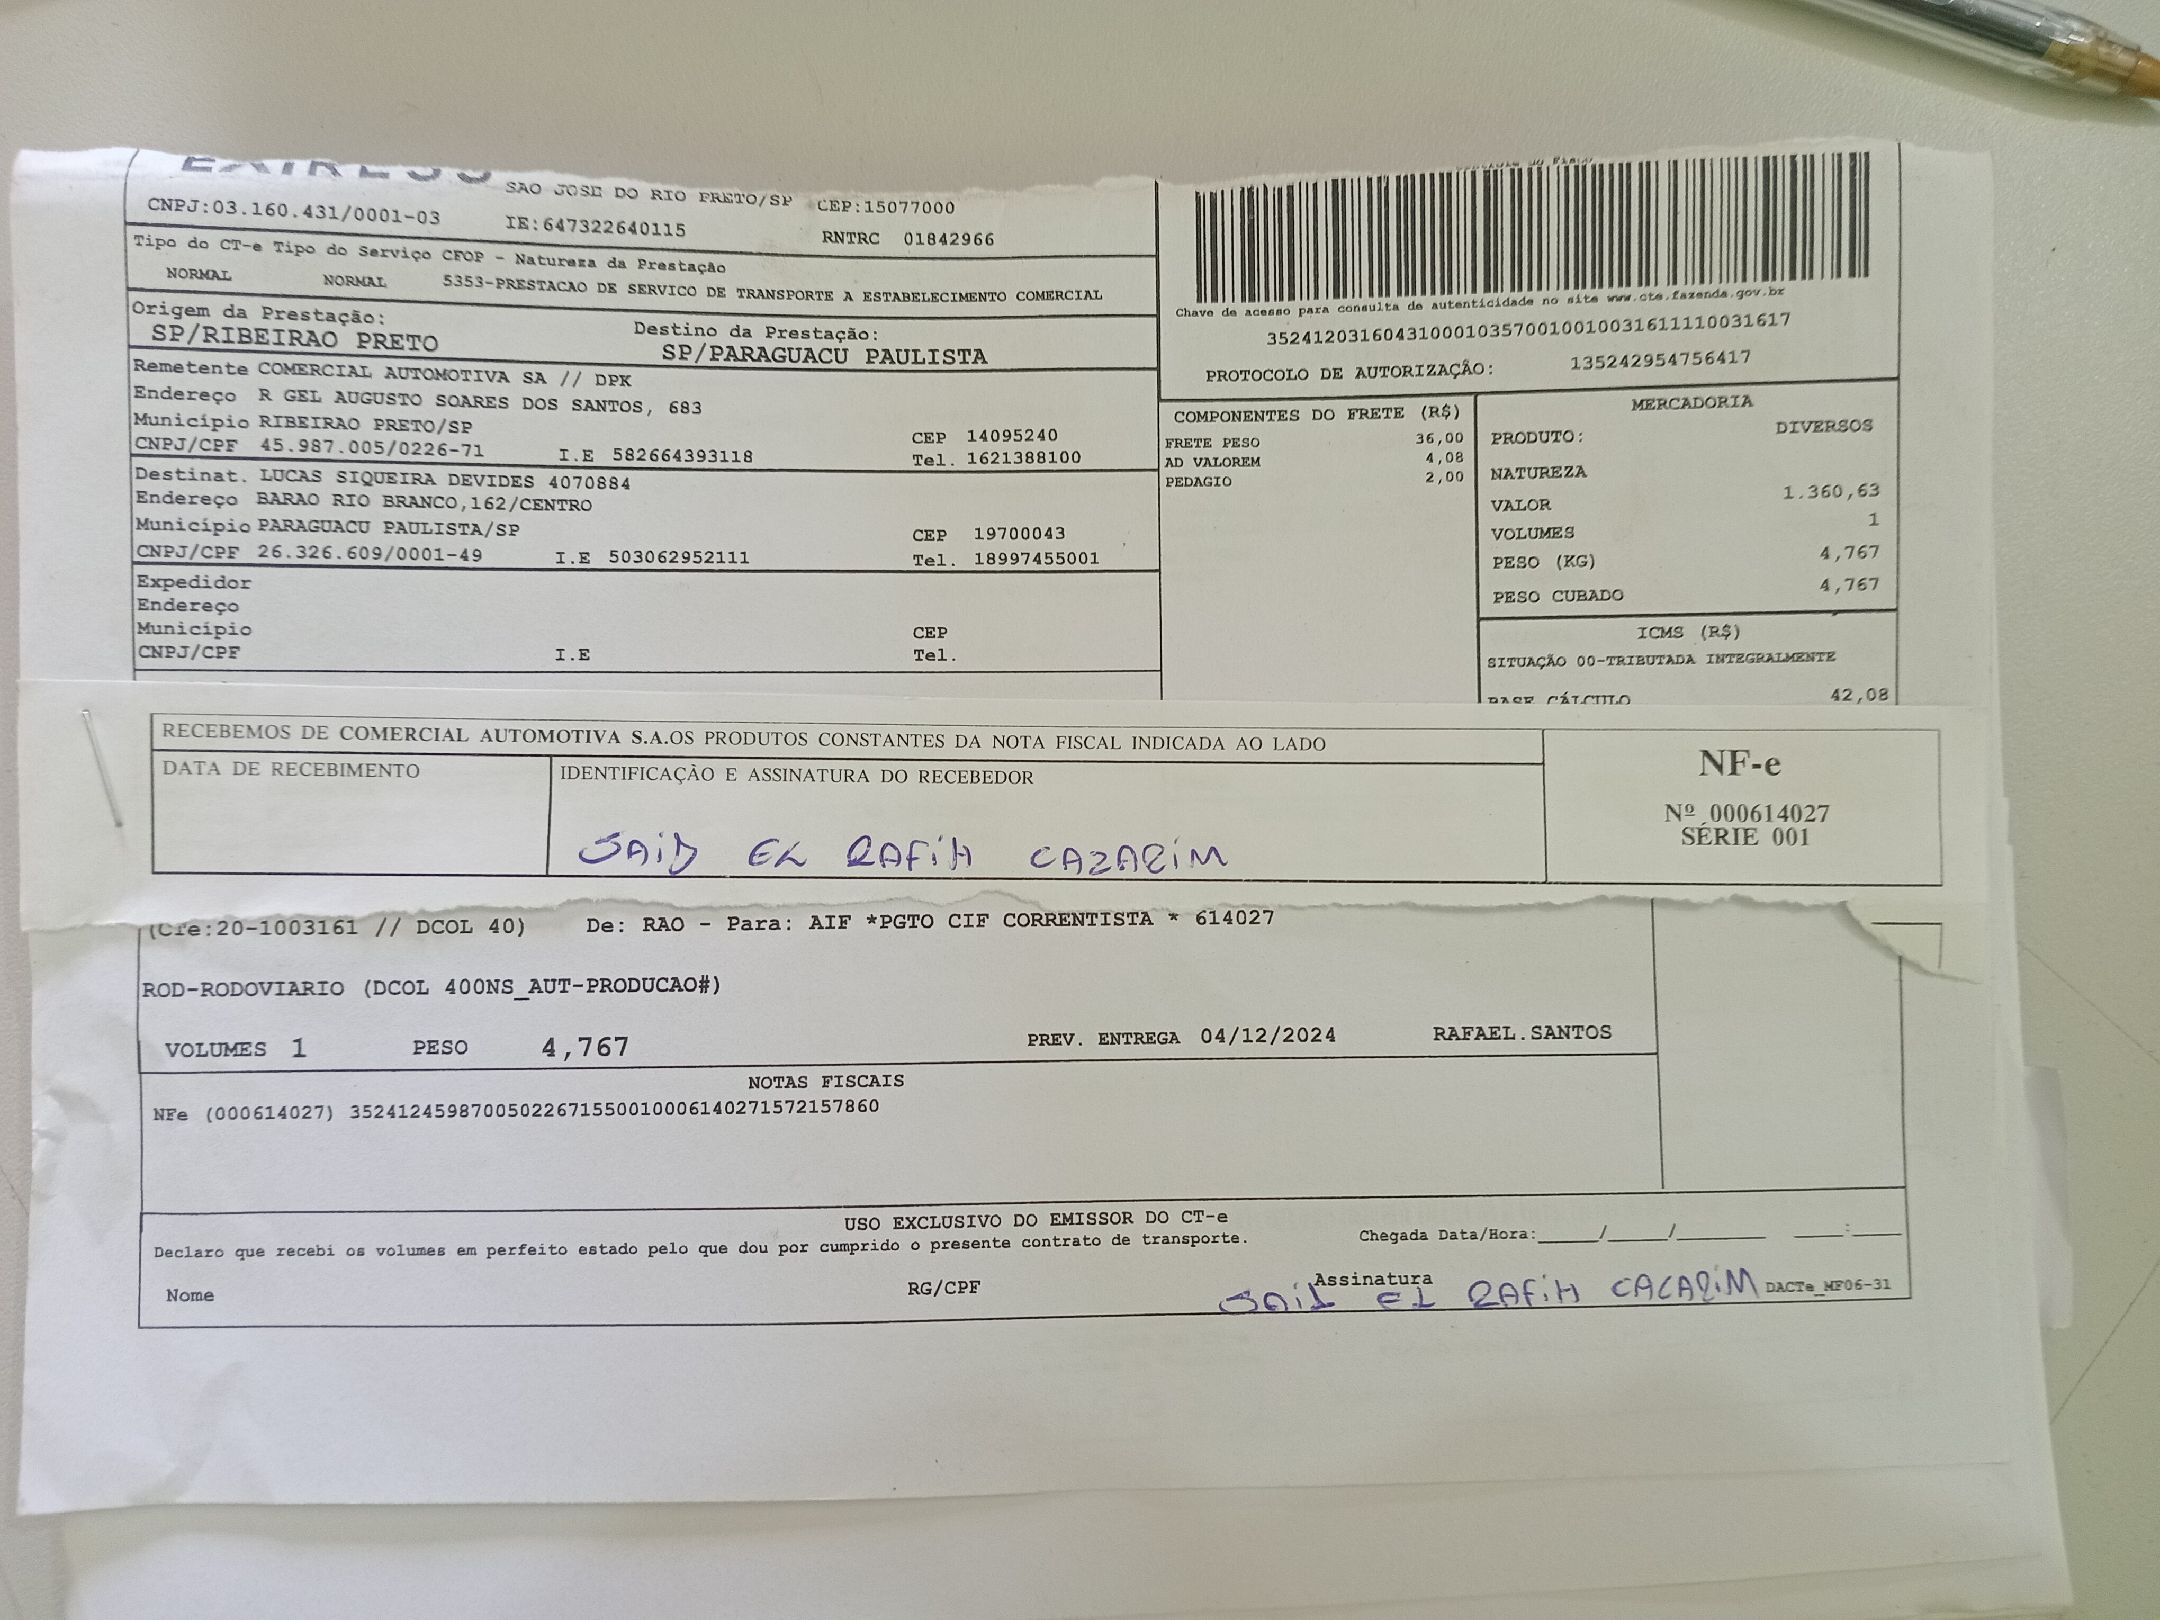 SAO JOSE DO RIO PRETO/SP CEP:15077000
CNPJ:03.160.431/0001-03 IE:647322640115 RNTRC 01842966
Tipo do CT-e Tipo do Serviço CFOP - Natureza da Prestação
NORMAL NORMAL 5353-PRESTACAO DE SERVICO DE TRANSPORTE A ESTABELECIMENTO COMERCIAL
Origem da Prestação: Destino da Prestação:
SP/RIBEIRAO PRETO SP/PARAGUACU PAULISTA
Remetente COMERCIAL AUTOMOTIVA SA // DPK
Endereço R GEL AUGUSTO SOARES DOS SANTOS, 683
Município RIBEIRAO PRETO/SP CEP 14095240
CNPJ/CPF 45.987.005/0226-71 I.E 582664393118 Tel. 1621388100
Destinat. LUCAS SIQUEIRA DEVIDES 4070884
Endereço BARAO RIO BRANCO,162/CENTRO
Município PARAGUACU PAULISTA/SP CEP 19700043
CNPJ/CPF 26.326.609/0001-49 I.E 503062952111 Tel. 18997455001
Expedidor
Endereço
Município CEP
CNPJ/CPF I.E Tel.
Chave de acesso para consulta de autenticidade no site www.cte.fazenda.gov.br
35241203160431000103570010010031611110031617
PROTOCOLO DE AUTORIZAÇÃO: 135242954756417
COMPONENTES DO FRETE (R$)
FRETE PESO 36,00
AD VALOREM 4,08
PEDAGIO 2,00
MERCADORIA
PRODUTO: DIVERSOS
NATUREZA
VALOR 1.360,63
VOLUMES 1
PESO (KG) 4,767
PESO CUBADO 4,767
ICMS (R$)
SITUAÇÃO 00-TRIBUTADA INTEGRALMENTE
BASE CÁLCULO 42,08
RECEBEMOS DE COMERCIAL AUTOMOTIVA S.A.OS PRODUTOS CONSTANTES DA NOTA FISCAL INDICADA AO LADO
DATA DE RECEBIMENTO IDENTIFICAÇÃO E ASSINATURA DO RECEBEDOR
SAID EL RAFIH CAZARIM
NF-e
Nº 000614027
SÉRIE 001
(Cre:20-1003161 // DCOL 40) De: RAO - Para: AIF *PGTO CIF CORRENTISTA * 614027
ROD-RODOVIARIO (DCOL 400NS_AUT-PRODUCAO#)
VOLUMES 1 PESO 4,767 PREV. ENTREGA 04/12/2024 RAFAEL.SANTOS
NOTAS FISCAIS
NFe (000614027) 35241245987005022671550010006140271572157860
USO EXCLUSIVO DO EMISSOR DO CT-e
Declaro que recebi os volumes em perfeito estado pelo que dou por cumprido o presente contrato de transporte. Chegada Data/Hora:_____/_____/_______ ____:____
Nome RG/CPF Assinatura
SAID EL RAFIH CACARIM DACTe_MF06-31